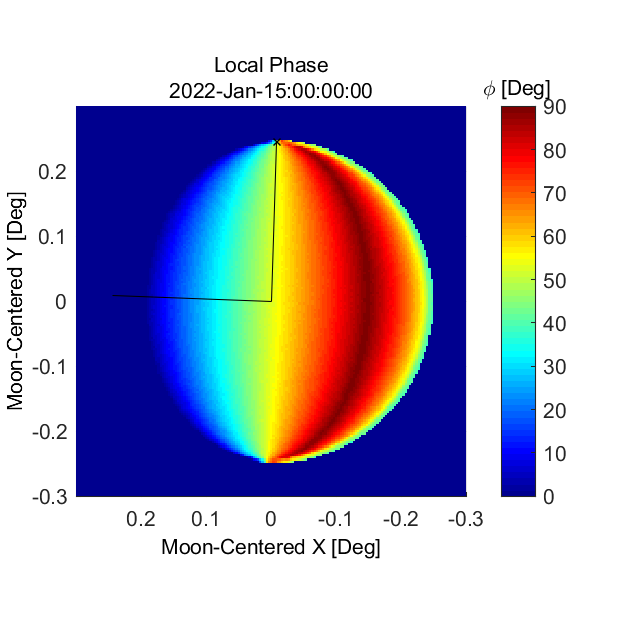 Local Phase
2022-Jan-15:00:00:00:00
ϕ [Deg]
90
80
70
60
50
40
30
20
10
0
Moon-Centered Y [Deg]
0.2
0.1
0
-0.1
-0.2
-0.3
0.2 0.1 0 -0.1 -0.2 -0.3
Moon-Centered X [Deg]